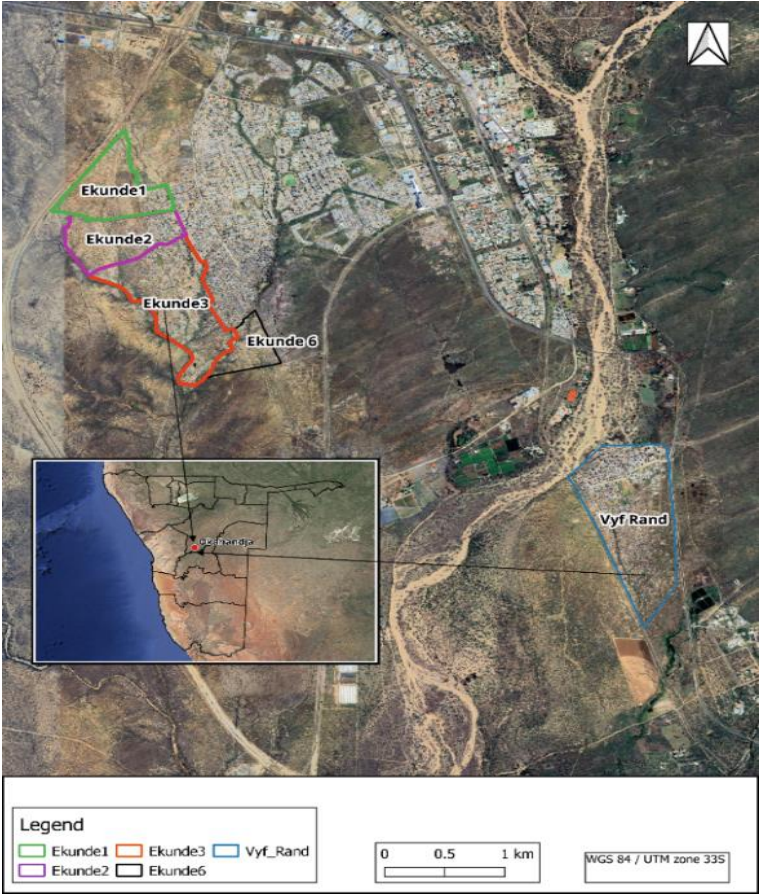 Ekunde1
Ekunde2
Ekunde3
Ekunde 6
Vyf Rand
Legend
Ekunde1 Ekunde3 Vyf_Rand
Ekunde2 Ekunde6
0 0.5 1 km
WGS 84 / UTM zone 33S